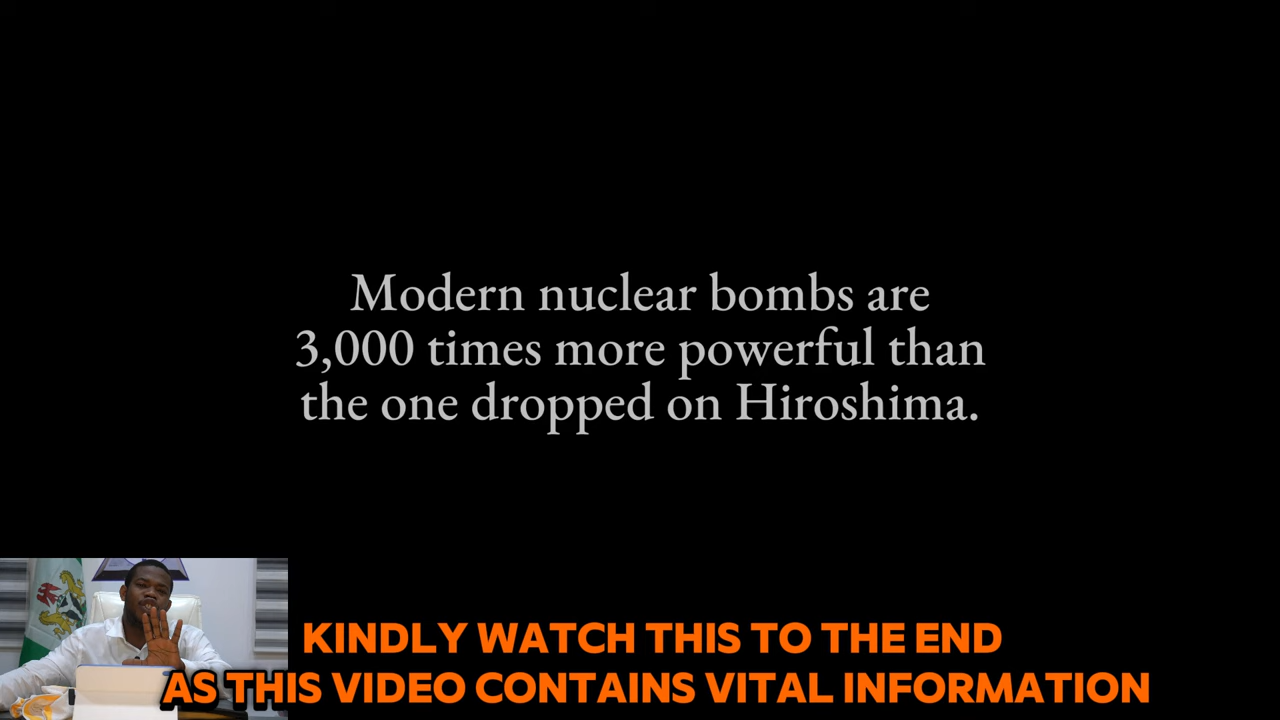 Modern nuclear bombs are
3,000 times more powerful than
the one dropped on Hiroshima.
KINDLY WATCH THIS TO THE END
AS THIS VIDEO CONTAINS VITAL INFORMATION